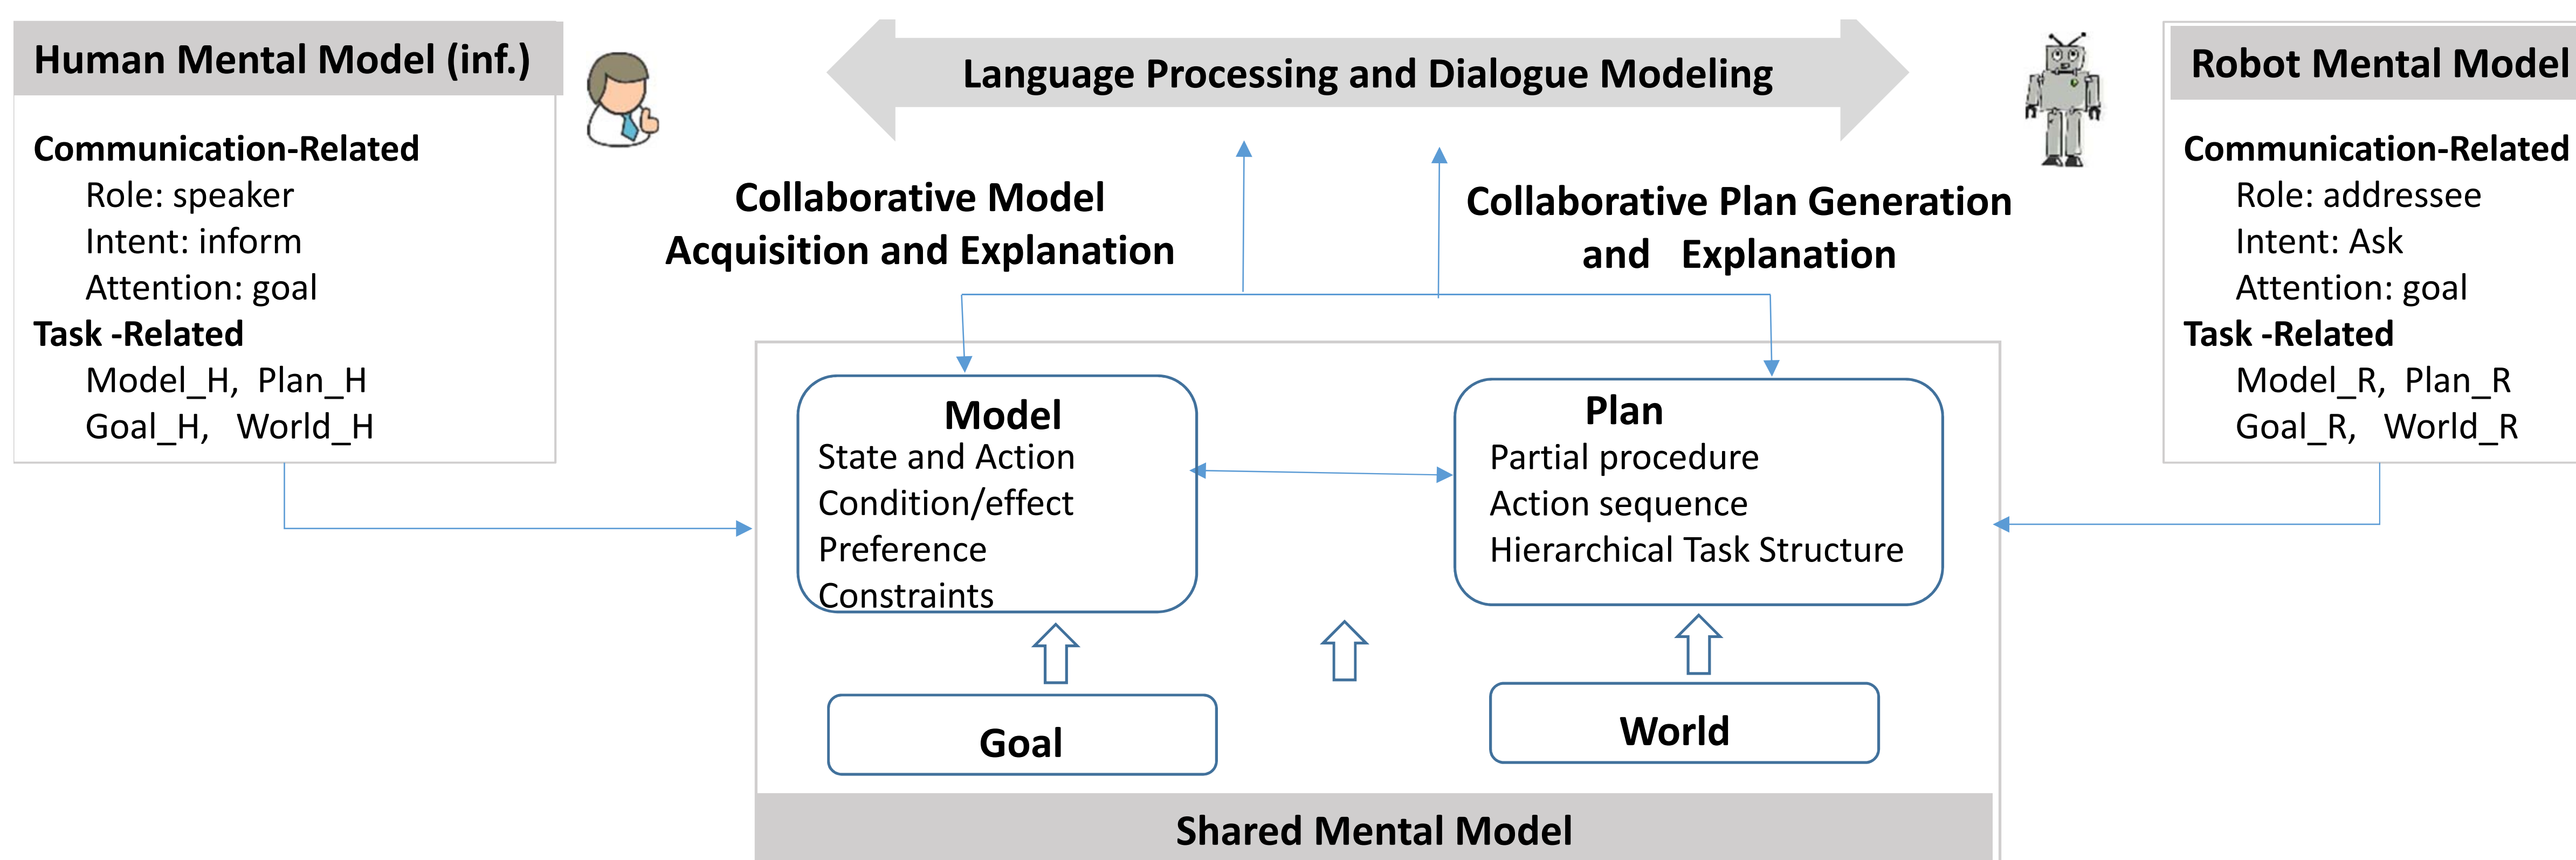 Human Mental Model (inf.)
Communication-Related
Role: speaker
Intent: inform
Attention: goal
Task -Related
Model_H, Plan_H
Goal_H, World_H
Language Processing and Dialogue Modeling
Collaborative Model
Acquisition and Explanation
Collaborative Plan Generation
and Explanation
Robot Mental Model
Communication-Related
Role: addressee
Intent: Ask
Attention: goal
Task -Related
Model_R, Plan_R
Goal_R, World_R
Model
State and Action
Condition/effect
Preference
Constraints
Plan
Partial procedure
Action sequence
Hierarchical Task Structure
Goal
World
Shared Mental Model